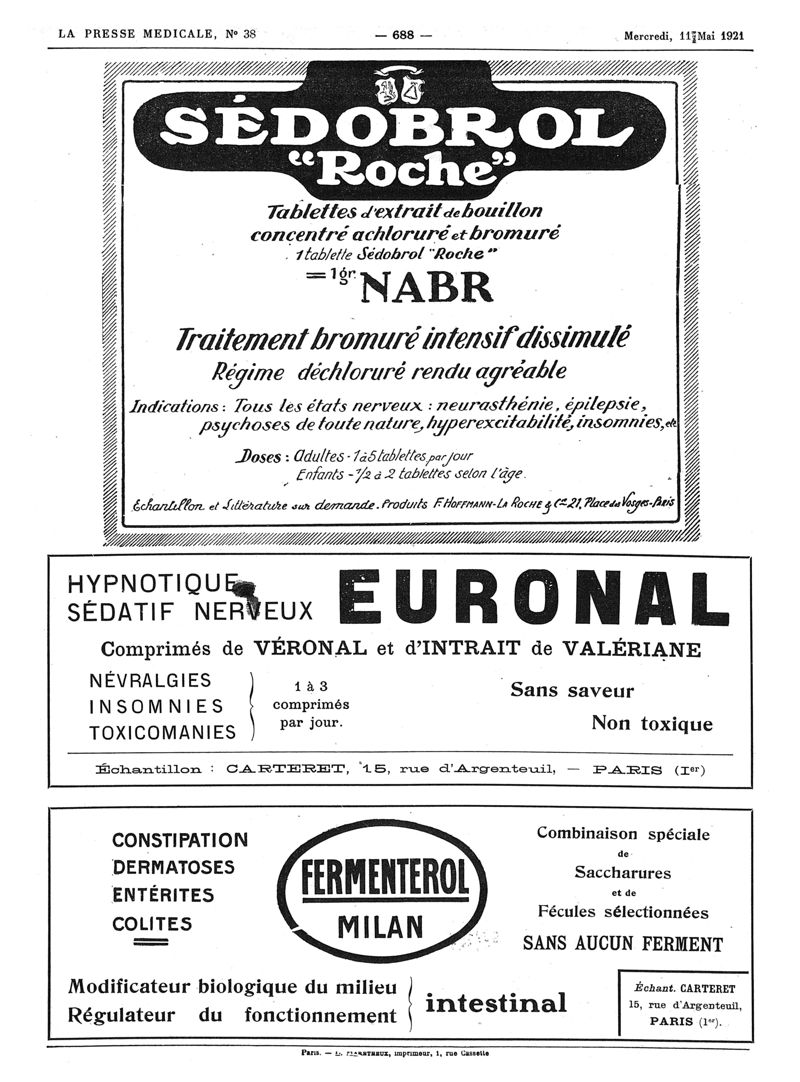 LA PRESSE MEDICALE, Nº 38
— 688 —
Mercredi, 11 Mai 1921
SÉDOBROL
“Roche”
Tablettes d'extrait de bouillon
concentré achloruré et bromuré
1 tablette Sédobrol "Roche"
= 1gr. NABR
Traitement bromuré intensif dissimulé
Régime déchloruré rendu agréable
Indications : Tous les états nerveux : neurasthénie, épilepsie,
psychoses de toute nature, hyperexcitabilité, insomnies, etc
Doses : Adultes - 1 à 5 tablettes par jour
Enfants - 1/2 à 2 tablettes selon l'âge.
Echantillon et Littérature sur demande. Produits F. HOFFMANN-LA ROCHE & Cie 21, Place des Vosges-Paris
HYPNOTIQUE
SÉDATIF NERVEUX
EURONAL
Comprimés de VÉRONAL et d'INTRAIT de VALÉRIANE
NÉVRALGIES
INSOMNIES
TOXICOMANIES
1 à 3
comprimés
par jour.
Sans saveur
Non toxique
Échantillon : CARTERET, 15, rue d'Argenteuil, — PARIS (Ier)
CONSTIPATION
DERMATOSES
ENTÉRITES
COLITES
FERMENTEROL
MILAN
Combinaison spéciale
de
Saccharures
et de
Fécules sélectionnées
SANS AUCUN FERMENT
Modificateur biologique du milieu
Régulateur du fonctionnement
intestinal
Échant. CARTERET
15, rue d'Argenteuil,
PARIS (Ier).
Paris. — imprimeur, 1, rue Cassette